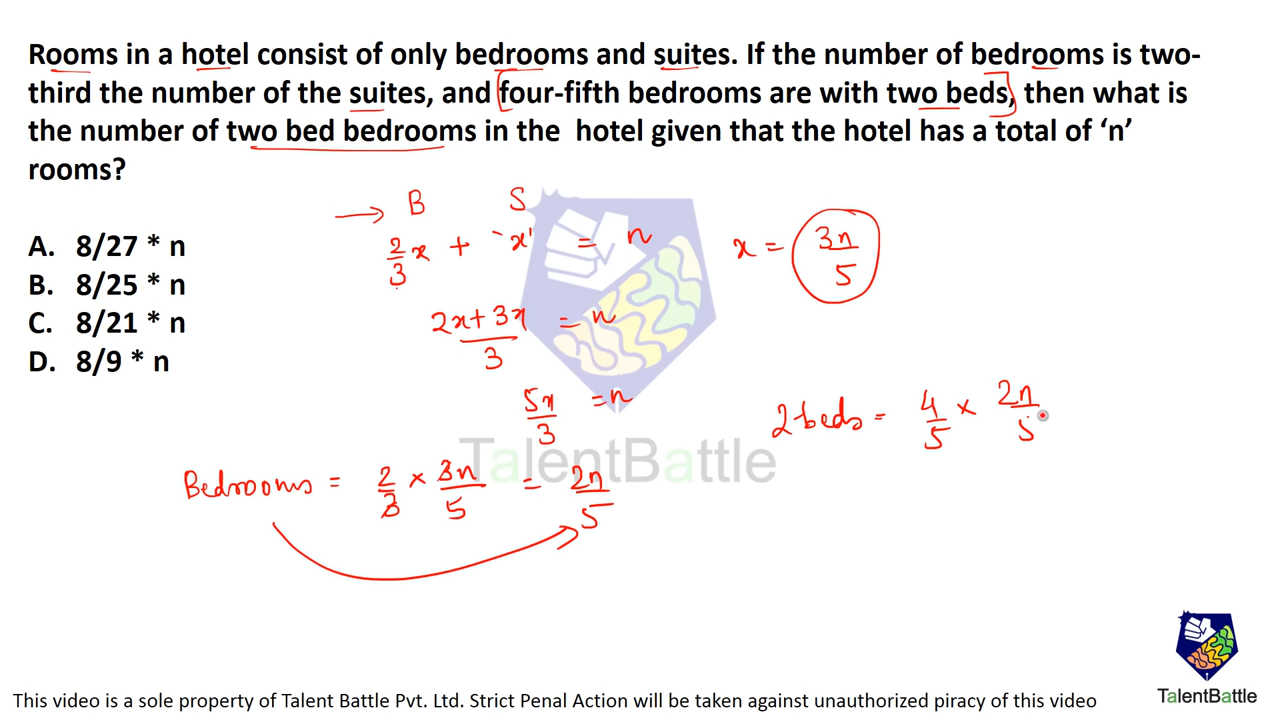 Rooms in a hotel consist of only bedrooms and suites. If the number of bedrooms is two-
third the number of the suites, and four-fifth bedrooms are with two beds, then what is
the number of two bed bedrooms in the hotel given that the hotel has a total of ‘n’
rooms?
B S
A. 8/27 * n
2/3 x + 'x' = n
x = 3n/5
B. 8/25 * n
C. 8/21 * n
2x+3x/3 = n
D. 8/9 * n
5x/3 = n
2 beds = 4/5 × 2n/5
TalentBattle
Bedrooms = 2/3 × 3n/5 = 2n/5
TalentBattle
This video is a sole property of Talent Battle Pvt. Ltd. Strict Penal Action will be taken against unauthorized piracy of this video